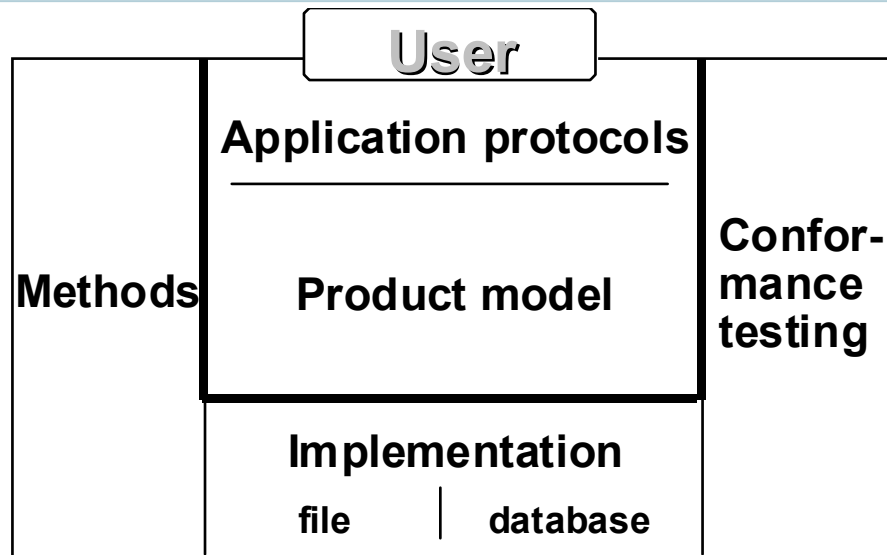 User
Application protocols
Methods
Product model
Confor-
mance
testing
Implementation
file
database